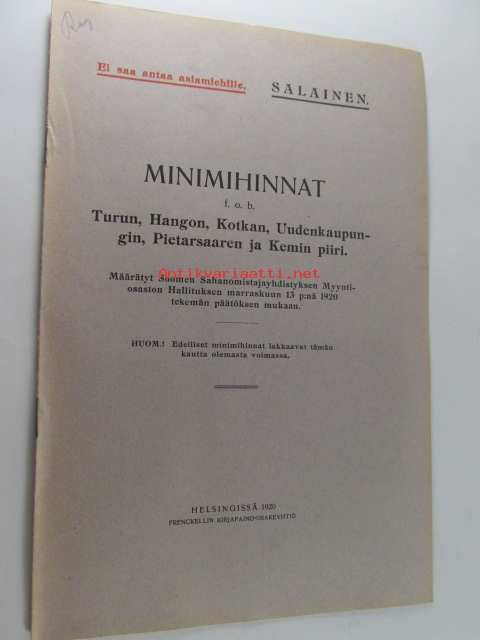 Ei saa antaa asiamiehille.
SALAINEN.
MINIMIHINNAT
f. o. b.
Turun, Hangon, Kotkan, Uudenkaupun-
gin, Pietarsaaren ja Kemin piiri.
Antikvariaatti.net
Määrätyt Suomen Sahanomistajayhdistyksen Myynti-
osaston Hallituksen marraskuun 13 p:nä 1920
tekemän päätöksen mukaan.
HUOM.! Edelliset minimihinnat lakkaavat tämän
kautta olemasta voimassa.
HELSINGISSÄ 1920
FRENCKELLIN KIRJAPAINO-OSAKEYHTIÖ